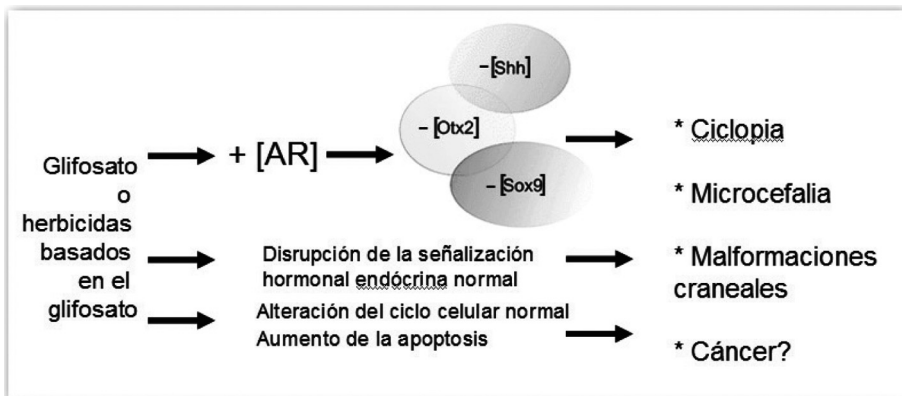 Glifosato
o
herbicidas
basados
en el
glifosato
+ [AR]
–[Shh]
– [Otx2]
– [Sox9]
Disrupción de la señalización
hormonal endócrina normal
Alteración del ciclo celular normal
Aumento de la apoptosis
* Ciclopia
* Microcefalia
* Malformaciones
craneales
* Cáncer?